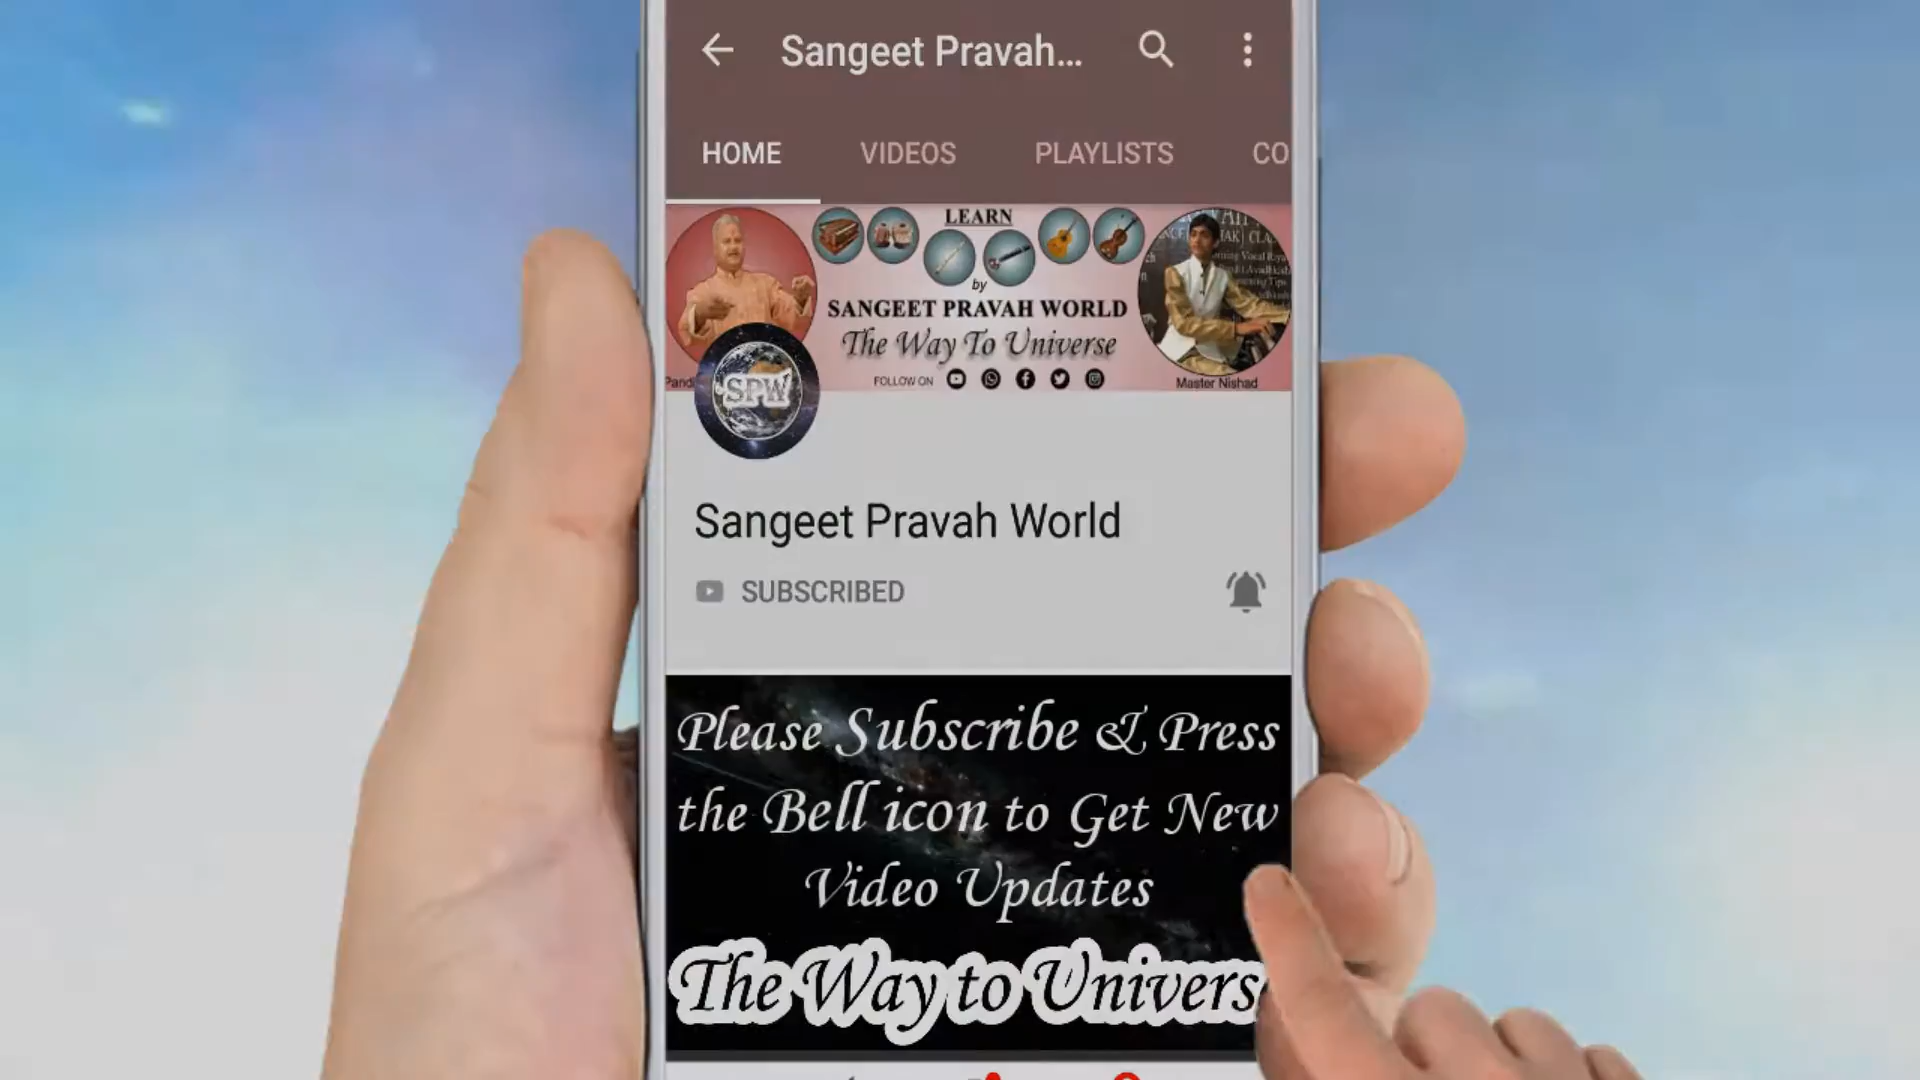 Sangeet Pravah...
HOME VIDEOS PLAYLISTS CO
LEARN
by
SANGEET PRAVAH WORLD
The Way To Universe
FOLLOW ON
Pandi
Master Nishad
SPW
Sangeet Pravah World
SUBSCRIBED
Please Subscribe & Press
the Bell icon to Get New
Video Updates
The Way to Univers